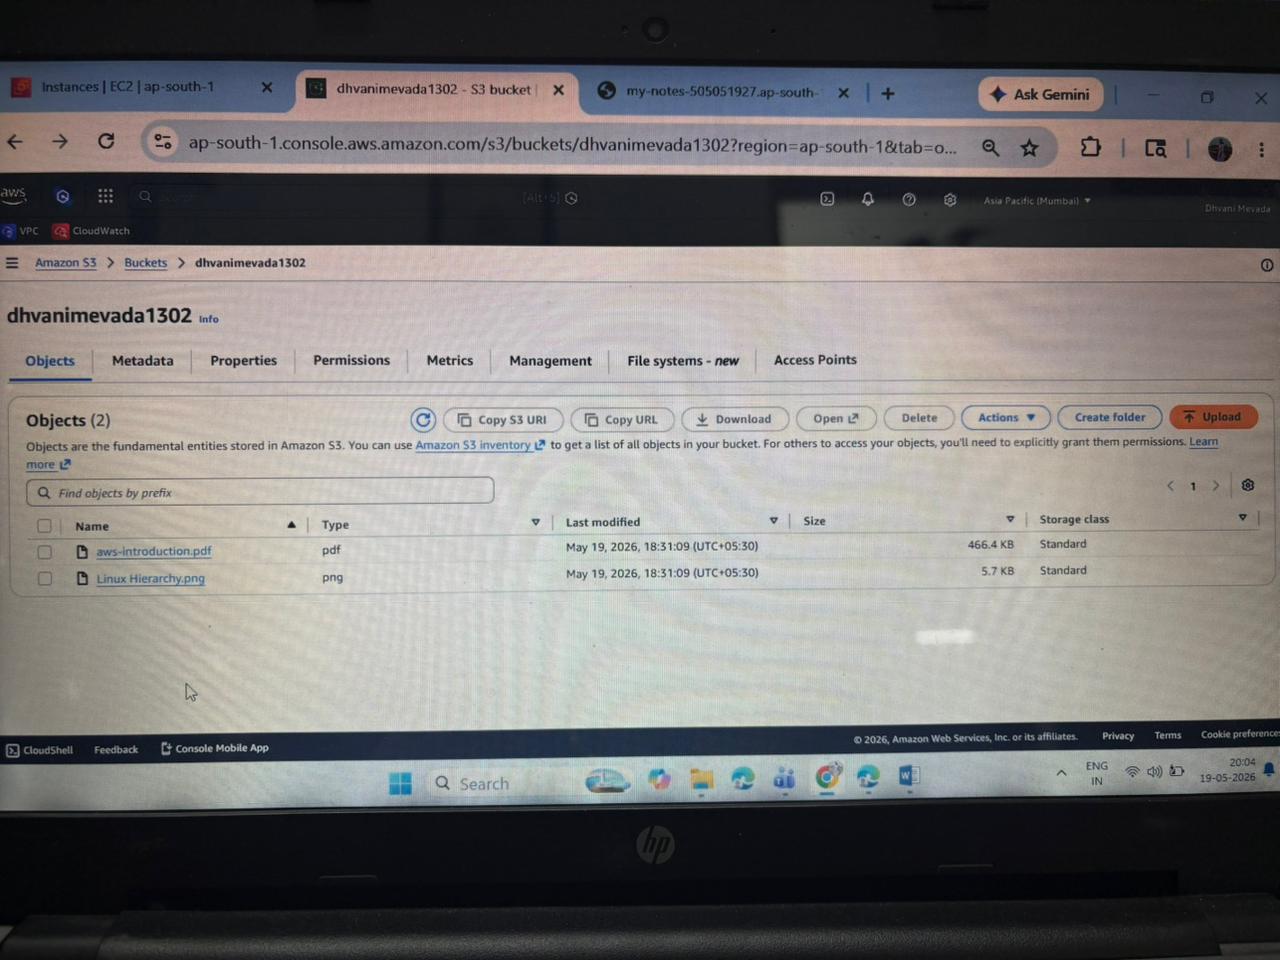 Instances | EC2 | ap-south-1
dhvanimevada1302 - S3 bucket |
my-notes-505051927.ap-south-
Ask Gemini
ap-south-1.console.aws.amazon.com/s3/buckets/dhvanimevada1302?region=ap-south-1&tab=o...
aws
Search
[Alt+S]
Asia Pacific (Mumbai)
Dhvani Mevada
VPC
CloudWatch
Amazon S3 > Buckets > dhvanimevada1302
dhvanimevada1302 Info
Objects
Metadata
Properties
Permissions
Metrics
Management
File systems - new
Access Points
Objects (2)
Copy S3 URI
Copy URL
Download
Open
Delete
Actions
Create folder
Upload
Objects are the fundamental entities stored in Amazon S3. You can use Amazon S3 inventory to get a list of all objects in your bucket. For others to access your objects, you'll need to explicitly grant them permissions. Learn
more
Find objects by prefix
< 1 >
Name Type Last modified Size Storage class
aws-introduction.pdf pdf May 19, 2026, 18:31:09 (UTC+05:30) 466.4 KB Standard
Linux Hierarchy.png png May 19, 2026, 18:31:09 (UTC+05:30) 5.7 KB Standard
CloudShell
Feedback
Console Mobile App
© 2026, Amazon Web Services, Inc. or its affiliates.
Privacy
Terms
Cookie preferences
Search
ENG
IN
20:04
19-05-2026
hp